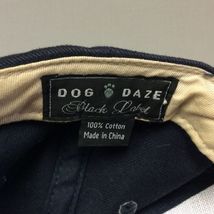 DOG DAZE
Black Label
100% Cotton
Made in China